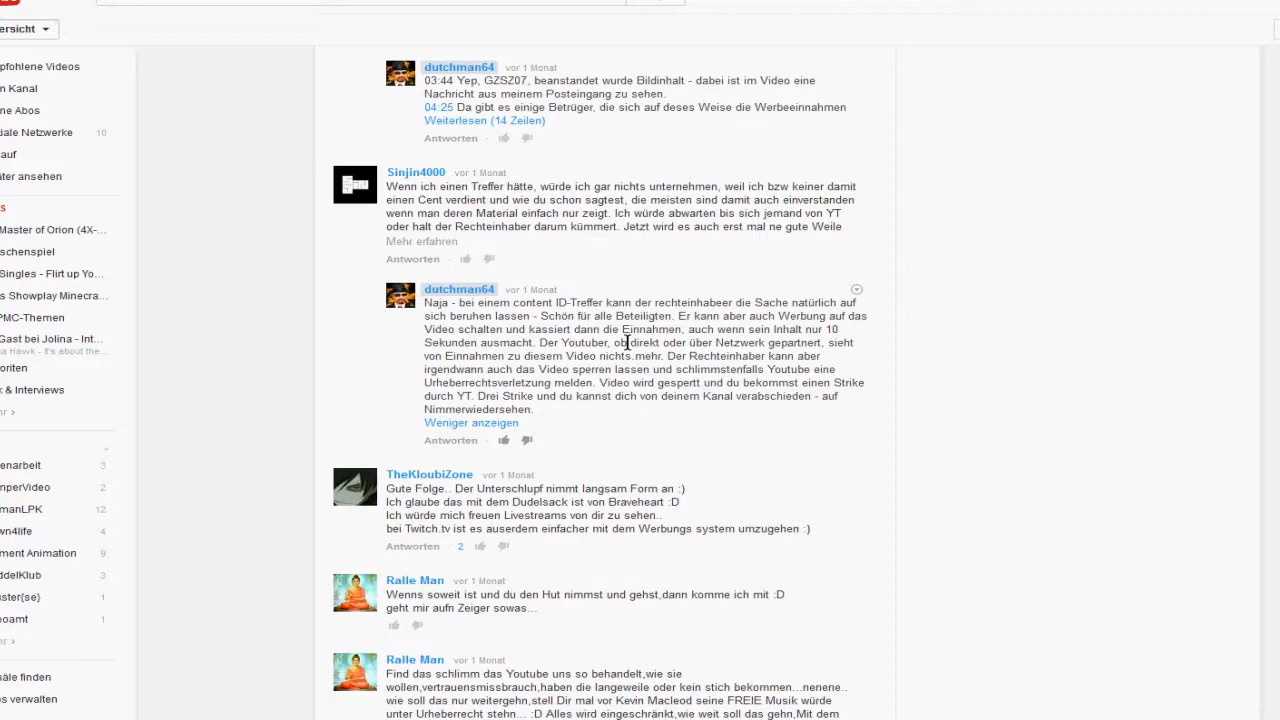 ersicht
pfohlene Videos
n Kanal
ne Abos
ziale Netzwerke 10
auf
äter ansehen
s
Master of Orion (4X-...
schenspiel
Singles - Flirt up Yo...
s Showplay Minecra...
PMC-Themen
Gast bei Jolina - Int...
a Hawk - It's about the...
oriten
k & Interviews
hr ›
enarbeit 3
mperVideo 2
manLPK 12
wn4life 4
ment Animation 9
ddelKlub 3
ster{se} 1
eoamt 1
hr ›
äle finden
os verwalten
dutchman64 vor 1 Monat
03:44 Yep, GZSZ07, beanstandet wurde Bildinhalt - dabei ist im Video eine
Nachricht aus meinem Posteingang zu sehen.
04:25 Da gibt es einige Betrüger, die sich auf deses Weise die Werbeeinnahmen
Weiterlesen (14 Zeilen)
Antworten ·
Sinjin4000 vor 1 Monat
Wenn ich einen Treffer hätte, würde ich gar nichts unternehmen, weil ich bzw keiner damit
einen Cent verdient und wie du schon sagtest, die meisten sind damit auch einverstanden
wenn man deren Material einfach nur zeigt. Ich würde abwarten bis sich jemand von YT
oder halt der Rechteinhaber darum kümmert. Jetzt wird es auch erst mal ne gute Weile
Mehr erfahren
Antworten ·
dutchman64 vor 1 Monat
Naja - bei einem content ID-Treffer kann der rechteinhabeer die Sache natürlich auf
sich beruhen lassen - Schön für alle Beteiligten. Er kann aber auch Werbung auf das
Video schalten und kassiert dann die Einnahmen, auch wenn sein Inhalt nur 10
Sekunden ausmacht. Der Youtuber, ob direkt oder über Netzwerk gepartnert, sieht
von Einnahmen zu diesem Video nichts mehr. Der Rechteinhaber kann aber
irgendwann auch das Video sperren lassen und schlimmstenfalls Youtube eine
Urheberrechtsverletzung melden. Video wird gespertt und du bekommst einen Strike
durch YT. Drei Strike und du kannst dich von deinem Kanal verabschieden - auf
Nimmerwiedersehen.
Weniger anzeigen
Antworten ·
TheKloubiZone vor 1 Monat
Gute Folge.. Der Unterschlupf nimmt langsam Form an :)
Ich glaube das mit dem Dudelsack ist von Braveheart :D
Ich würde mich freuen Livestreams von dir zu sehen..
bei Twitch.tv ist es auserdem einfacher mit dem Werbungs system umzugehen :)
Antworten · 2
Ralle Man vor 1 Monat
Wenns soweit ist und du den Hut nimmst und gehst,dann komme ich mit :D
geht mir aufn Zeiger sowas...
Ralle Man vor 1 Monat
Find das schlimm das Youtube uns so behandelt,wie sie
wollen,vertrauensmissbrauch,haben die langeweile oder kein stich bekommen...nenene..
wie soll das nur weitergehn,stell Dir mal vor Kevin Macleod seine FREIE Musik würde
unter Urheberrecht stehn... :D Alles wird eingeschränkt,wie weit soll das gehn,Mit dem